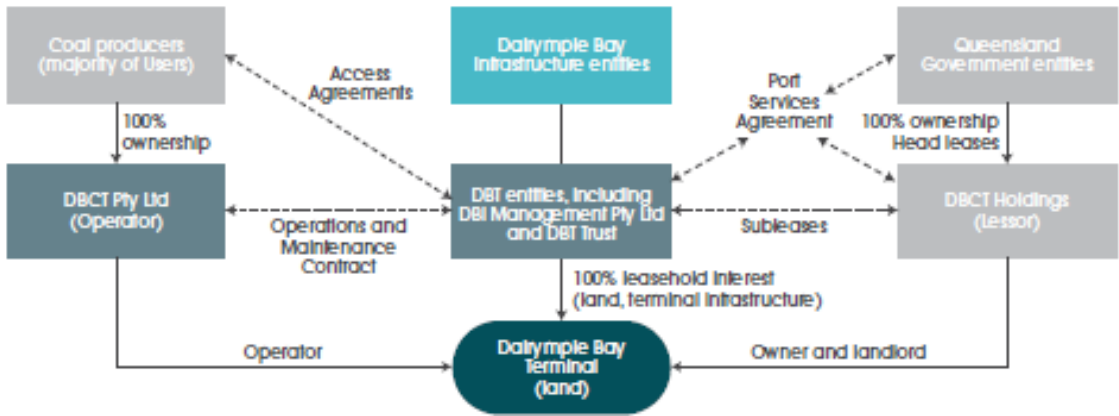 Coal producers
(majority of Users)
Dalrymple Bay
Infrastructure entities
Queensland
Government entities
Access
Agreements
Port
Services
Agreement
100%
ownership
100% ownership
Head leases
DBCT Pty Ltd
(Operator)
DBT entities, including
DBI Management Pty Ltd
and DBT Trust
DBCT Holdings
(Lessor)
Operations and
Maintenance
Contract
Subleases
100% leasehold interest
(land, terminal infrastructure)
Operator
Dalrymple Bay
Terminal
(land)
Owner and landlord